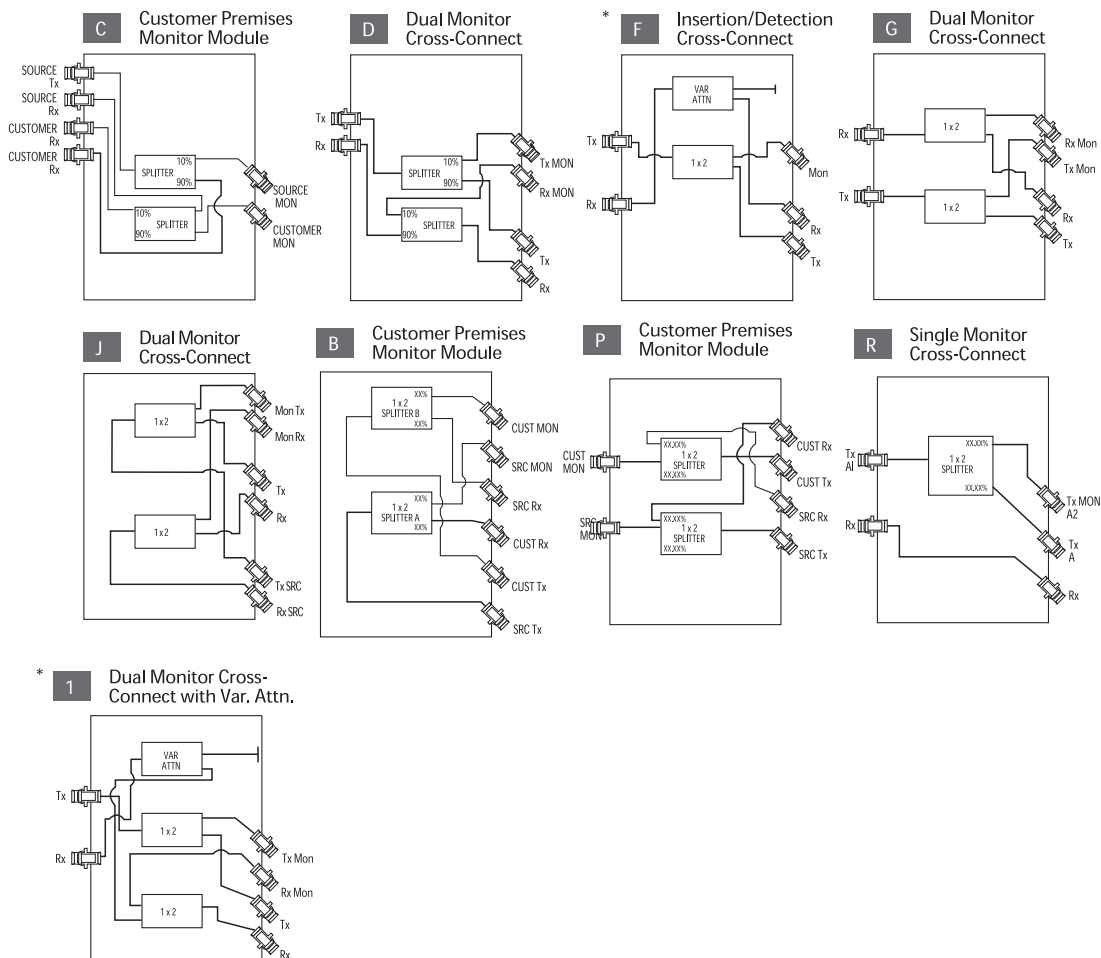 C
Customer Premises
Monitor Module
SOURCE
Tx
SOURCE
Rx
CUSTOMER
Rx
CUSTOMER
Rx
10%
SPLITTER
90%
10%
SPLITTER
90%
SOURCE
MON
CUSTOMER
MON
D
Dual Monitor
Cross-Connect
Tx
Rx
10%
SPLITTER
90%
10%
SPLITTER
90%
Tx MON
Rx MON
Tx
Rx
*
F
Insertion/Detection
Cross-Connect
VAR
ATTN
Tx
1 x 2
Mon
Rx
Rx
Tx
G
Dual Monitor
Cross-Connect
Rx
1 x 2
Rx Mon
Tx Mon
Tx
1 x 2
Rx
Tx
J
Dual Monitor
Cross-Connect
1 x 2
Mon Tx
Mon Rx
Tx
Rx
1 x 2
Tx SRC
Rx SRC
B
Customer Premises
Monitor Module
XX%
1 x 2
SPLITTER B
XX%
CUST MON
SRC MON
SRC Rx
XX%
1 x 2
SPLITTER A
XX%
CUST Rx
CUST Tx
SRC Tx
P
Customer Premises
Monitor Module
CUST
MON
XX.XX%
1 x 2
SPLITTER
XX.XX%
CUST Rx
CUST Tx
SRC Rx
SRC
MON
XX.XX%
1 x 2
SPLITTER
XX.XX%
SRC Tx
R
Single Monitor
Cross-Connect
Tx
AI
XX.XX%
1 x 2
SPLITTER
XX.XX%
Tx MON
A2
Rx
Tx
A
Rx
*
1
Dual Monitor Cross-
Connect with Var. Attn.
VAR
ATTN
Tx
1 x 2
Rx
Tx Mon
Rx Mon
1 x 2
Tx
Rx